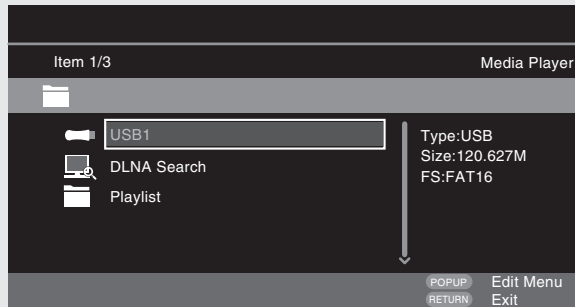 Item 1/3
Media Player
USB1
DLNA Search
Playlist
Type:USB
Size:120.627M
FS:FAT16
POPUP Edit Menu
RETURN Exit